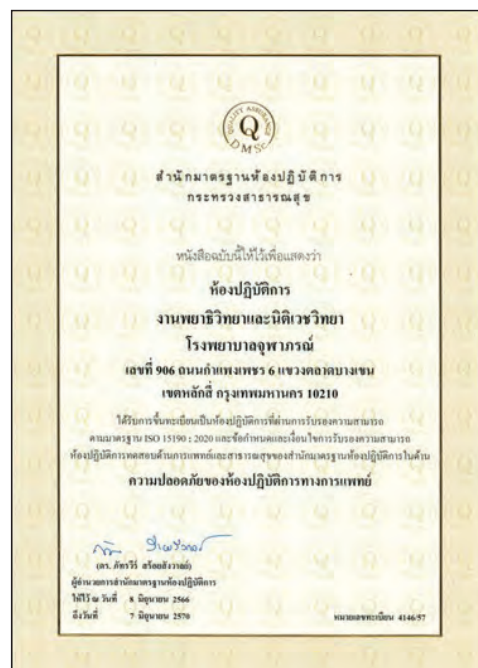 QUALITY ASSURANCE
Q
DMSc
สำนักมาตรฐานห้องปฏิบัติการ
กระทรวงสาธารณสุข
หนังสือฉบับนี้ให้ไว้เพื่อแสดงว่า
ห้องปฏิบัติการ
งานพยาธิวิทยาและนิติเวชวิทยา
โรงพยาบาลจุฬาภรณ์
เลขที่ 906 ถนนกำแพงเพชร 6 แขวงตลาดบางเขน
เขตหลักสี่ กรุงเทพมหานคร 10210
ได้รับการขึ้นทะเบียนเป็นห้องปฏิบัติการที่ผ่านการรับรองความสามารถ
ตามมาตรฐาน ISO 15190 : 2020 และข้อกำหนดและเงื่อนไขการรับรองความสามารถ
ห้องปฏิบัติการทดสอบด้านการแพทย์และสาธารณสุขของสำนักมาตรฐานห้องปฏิบัติการในด้าน
ความปลอดภัยของห้องปฏิบัติการทางการแพทย์
(ดร. ภัทรวีร์ สร้อยสังวาลย์)
ผู้อำนวยการสำนักมาตรฐานห้องปฏิบัติการ
ให้ไว้ ณ วันที่ 8 มิถุนายน 2566
ถึงวันที่ 7 มิถุนายน 2570
หมายเลขทะเบียน 4146/57